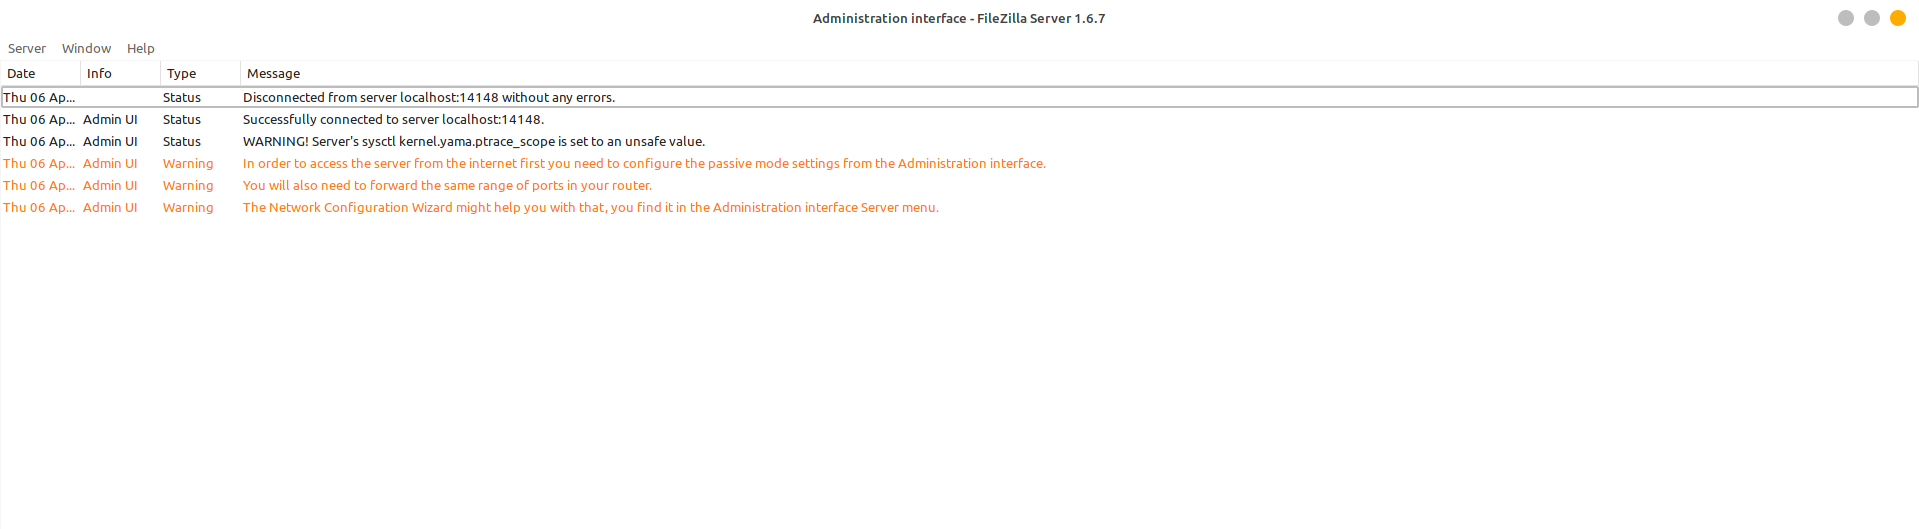 Administration interface - FileZilla Server 1.6.7
Server Window Help
Date Info Type Message
Thu 06 Ap... Status Disconnected from server localhost:14148 without any errors.
Thu 06 Ap... Admin UI Status Successfully connected to server localhost:14148.
Thu 06 Ap... Admin UI Status WARNING! Server's sysctl kernel.yama.ptrace_scope is set to an unsafe value.
Thu 06 Ap... Admin UI Warning In order to access the server from the internet first you need to configure the passive mode settings from the Administration interface.
Thu 06 Ap... Admin UI Warning You will also need to forward the same range of ports in your router.
Thu 06 Ap... Admin UI Warning The Network Configuration Wizard might help you with that, you find it in the Administration interface Server menu.